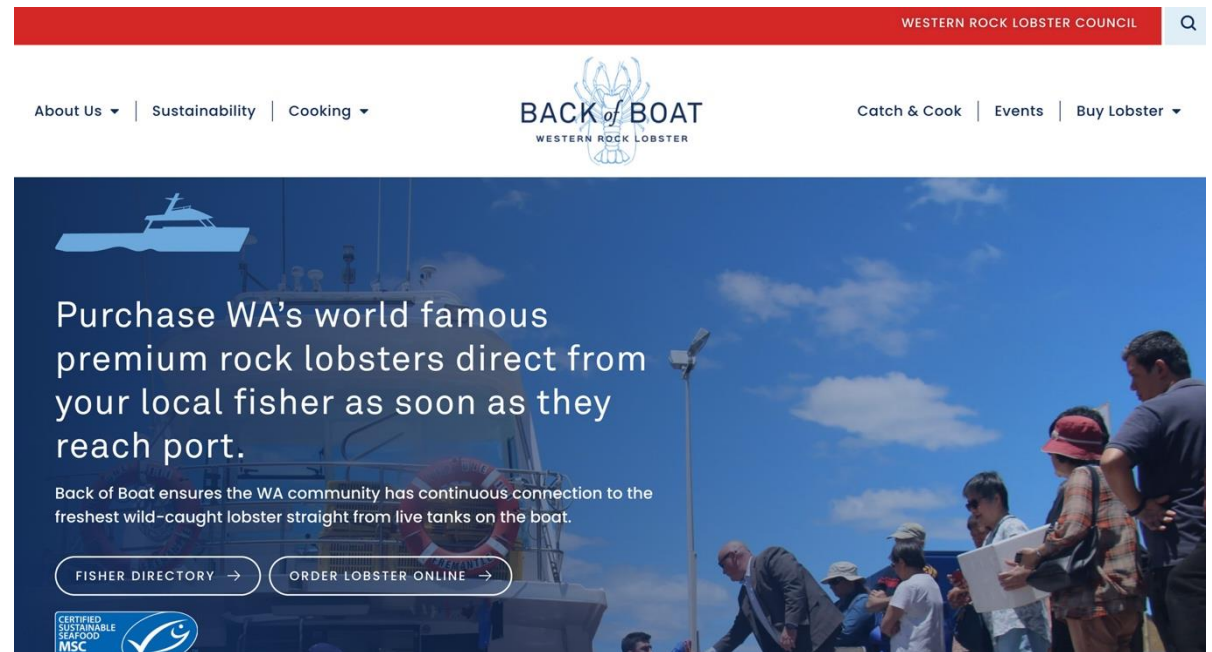 WESTERN ROCK LOBSTER COUNCIL
About Us
Sustainability
Cooking
BACK of BOAT
WESTERN ROCK LOBSTER
Catch & Cook
Events
Buy Lobster
Purchase WA's world famous
premium rock lobsters direct from
your local fisher as soon as they
reach port.
Back of Boat ensures the WA community has continuous connection to the
freshest wild-caught lobster straight from live tanks on the boat.
FISHER DIRECTORY →
ORDER LOBSTER ONLINE →
CERTIFIED
SUSTAINABLE
SEAFOOD
MSC